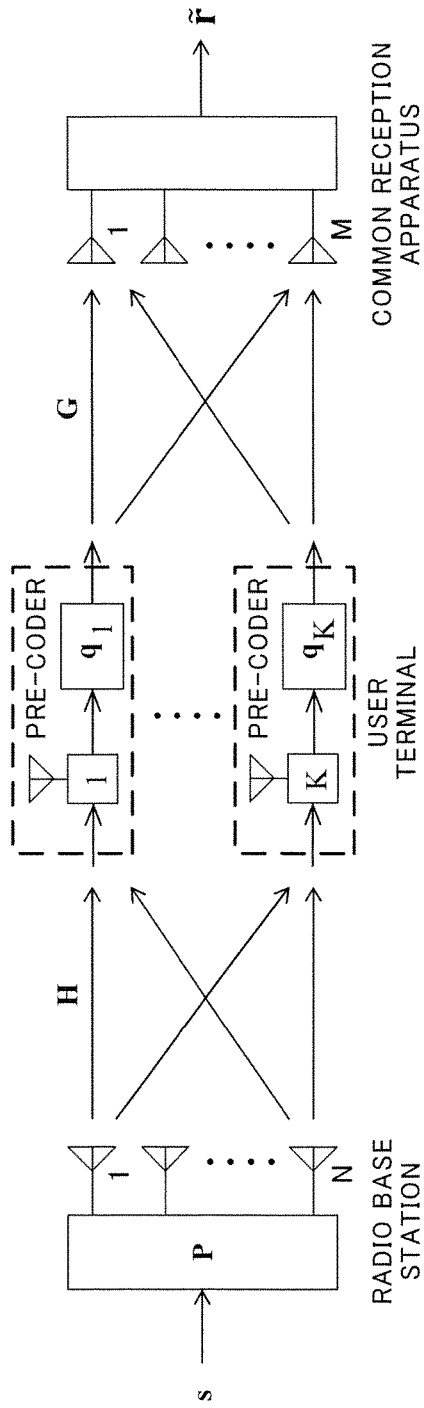 s
P
1
N
RADIO BASE
STATION
H
PRE-CODER
1
q1
PRE-CODER
K
qK
USER
TERMINAL
G
1
M
COMMON RECEPTION
APPARATUS
r̃